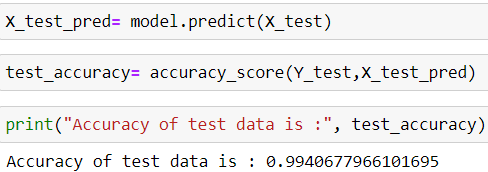 X_test_pred= model.predict(X_test)
test_accuracy= accuracy_score(Y_test,X_test_pred)
print("Accuracy of test data is :", test_accuracy)
Accuracy of test data is : 0.9940677966101695